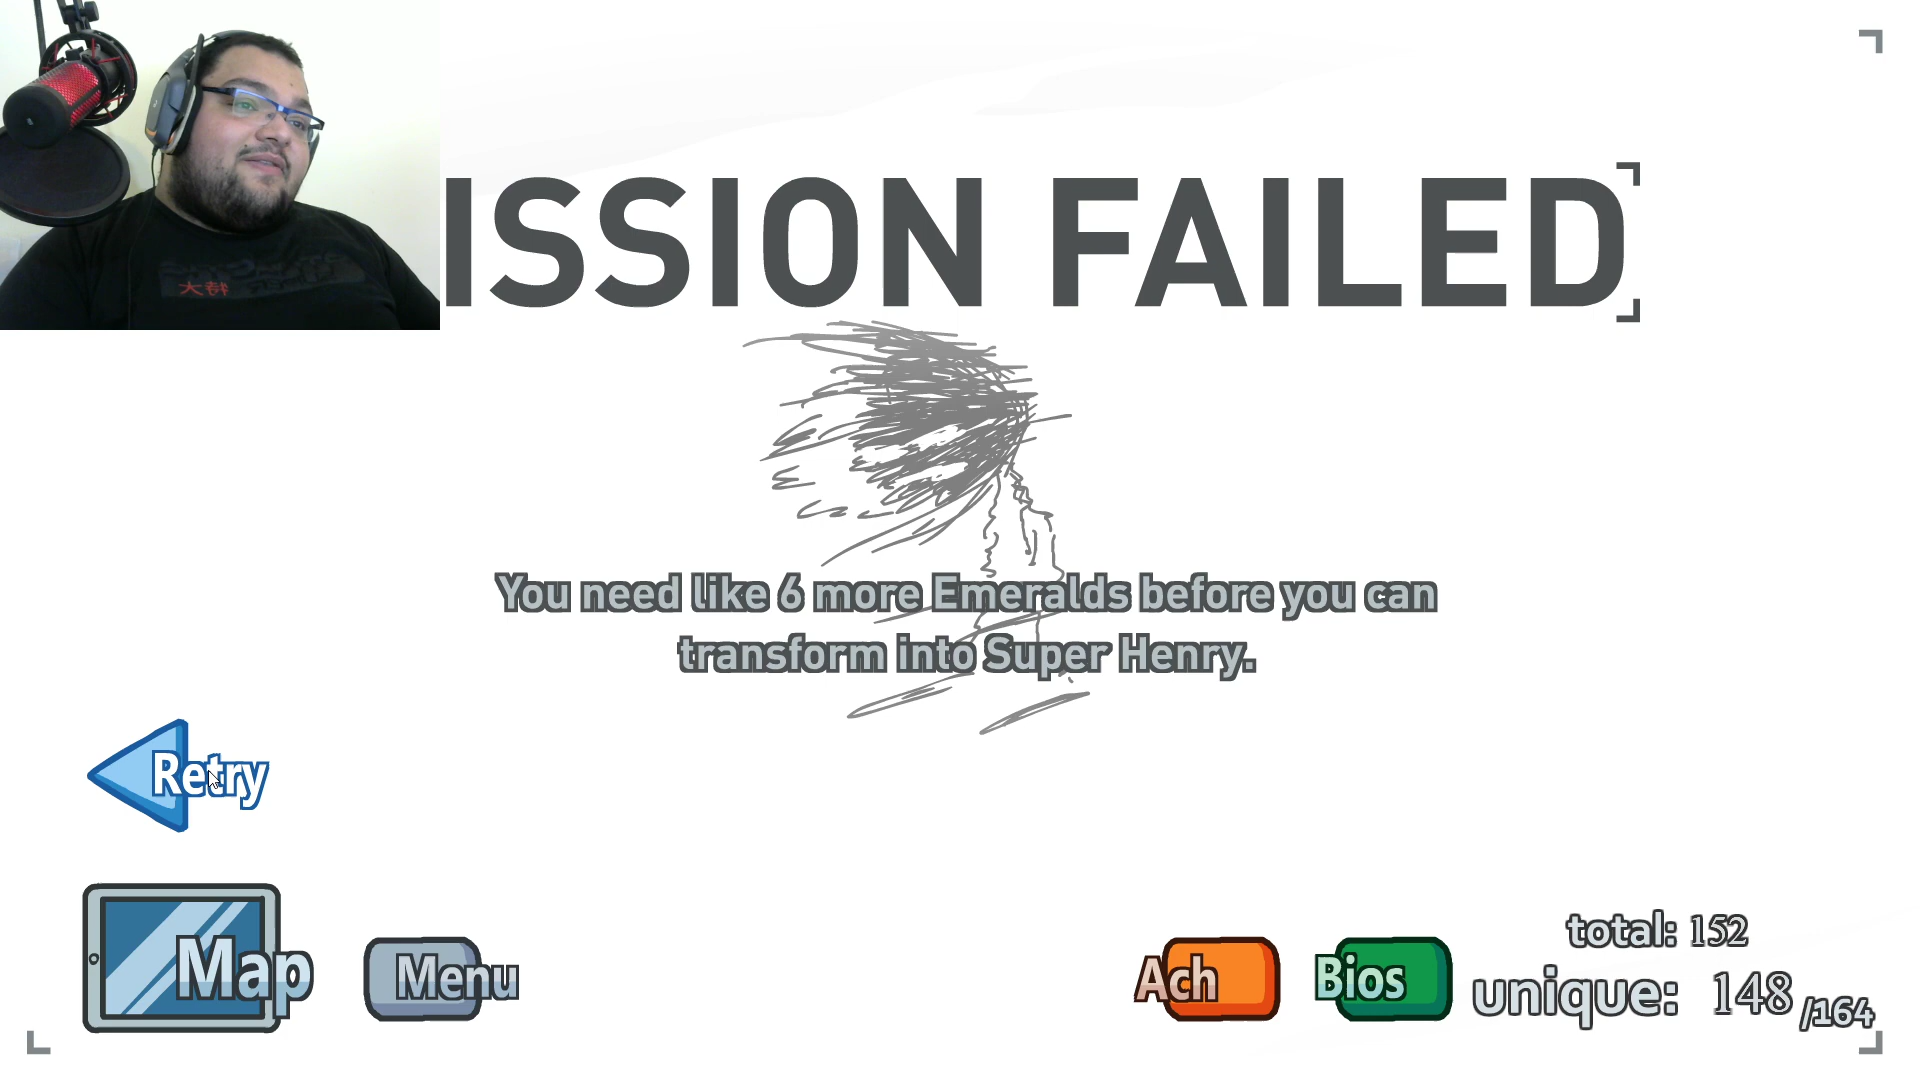 ISSION FAILED
You need like 6 more Emeralds before you can
transform into Super Henry.
Retry
Map
Menu
Ach
Bios
total: 152
unique: 148 /164